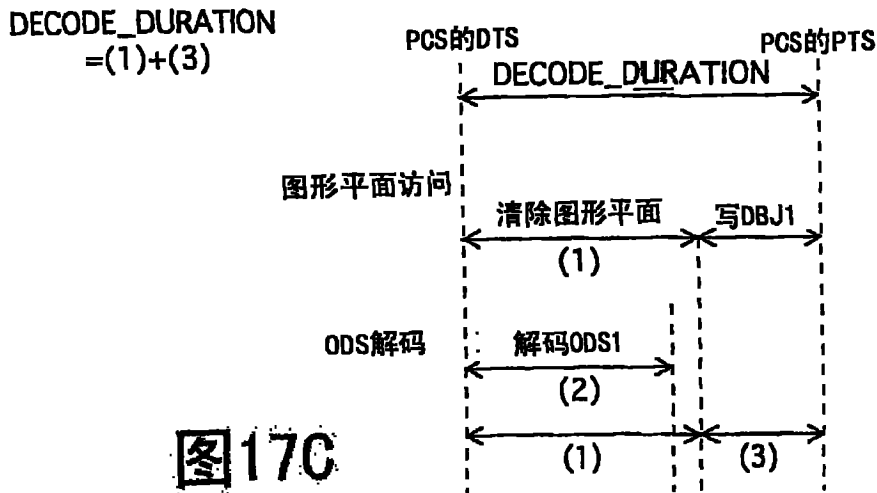 DECODE_DURATION
=(1)+(3)
PCS的DTS
PCS的PTS
DECODE_DURATION
图形平面访问
清除图形平面
写DBJ1
(1)
ODS解码
解码ODS1
(2)
(1)
(3)
图17C